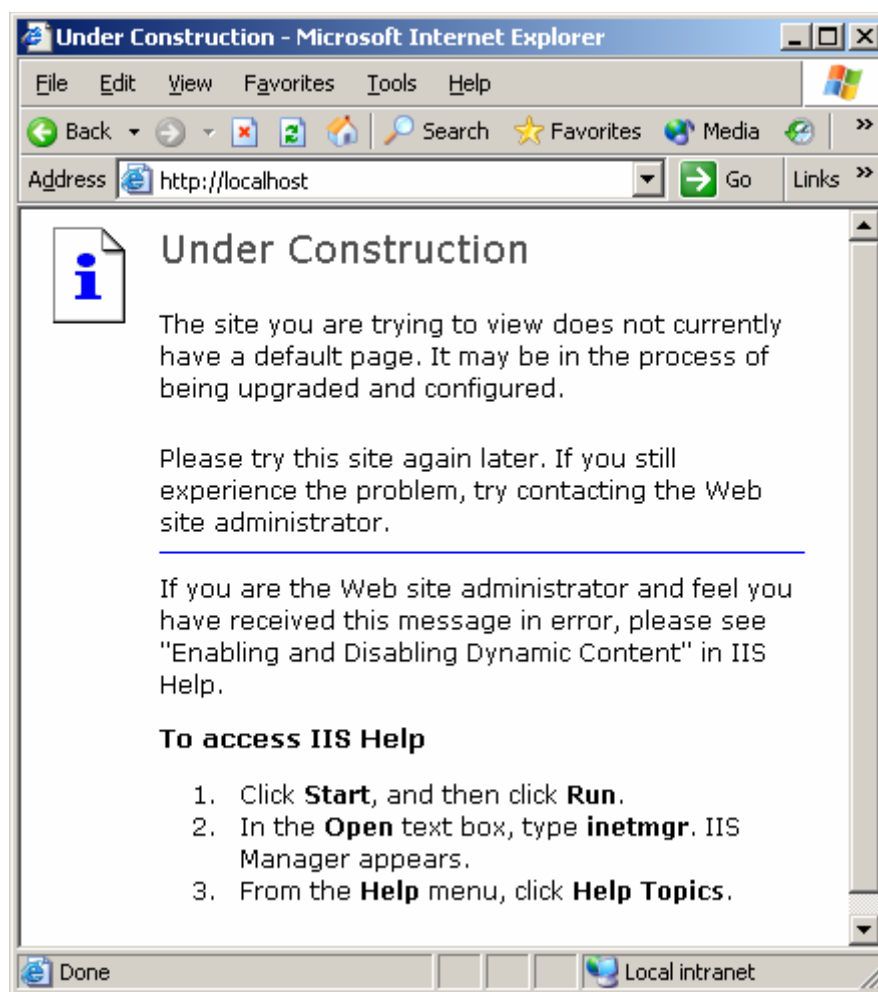 Under Construction - Microsoft Internet Explorer
File Edit View Favorites Tools Help
Back Search Favorites Media »
Address http://localhost Go Links »
i Under Construction
The site you are trying to view does not currently
have a default page. It may be in the process of
being upgraded and configured.
Please try this site again later. If you still
experience the problem, try contacting the Web
site administrator.
If you are the Web site administrator and feel you
have received this message in error, please see
"Enabling and Disabling Dynamic Content" in IIS
Help.
To access IIS Help
1. Click Start, and then click Run.
2. In the Open text box, type inetmgr. IIS
Manager appears.
3. From the Help menu, click Help Topics.
Done Local intranet